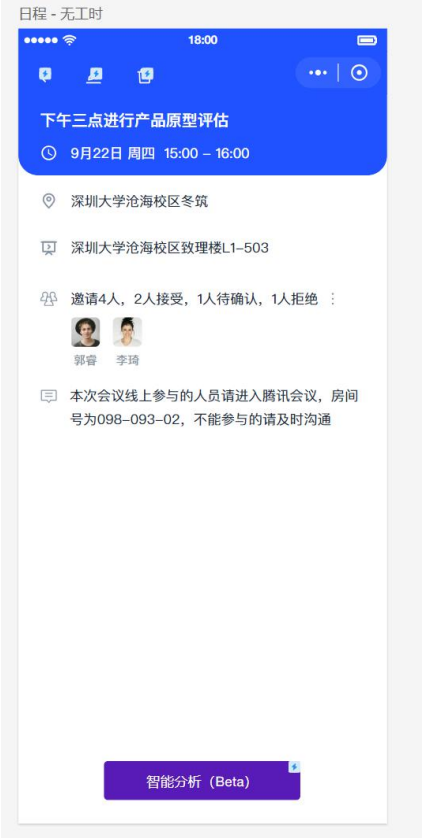 日程 - 无工时
18:00
下午三点进行产品原型评估
9月22日 周四 15:00 – 16:00
深圳大学沧海校区冬筑
深圳大学沧海校区致理楼L1–503
邀请4人，2人接受，1人待确认，1人拒绝
郭睿 李琦
本次会议线上参与的人员请进入腾讯会议，房间
号为098–093–02，不能参与的请及时沟通
智能分析（Beta）